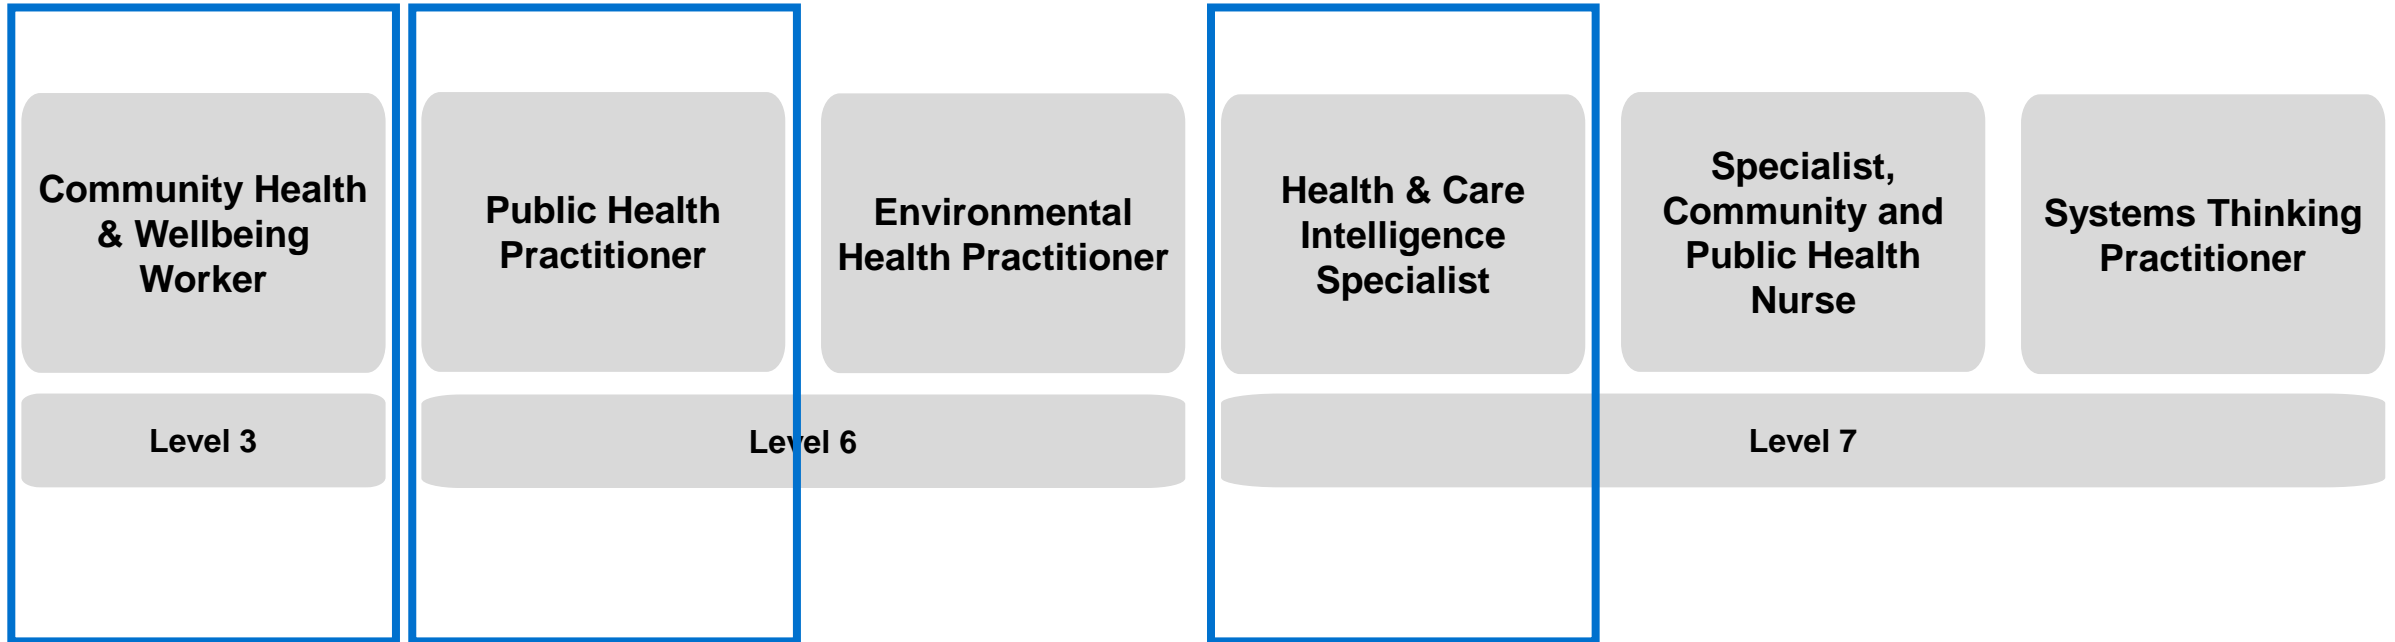 Community Health
& Wellbeing
Worker
Public Health
Practitioner
Environmental
Health Practitioner
Health & Care
Intelligence
Specialist
Specialist,
Community and
Public Health
Nurse
Systems Thinking
Practitioner
Level 3
Level 6
Level 7